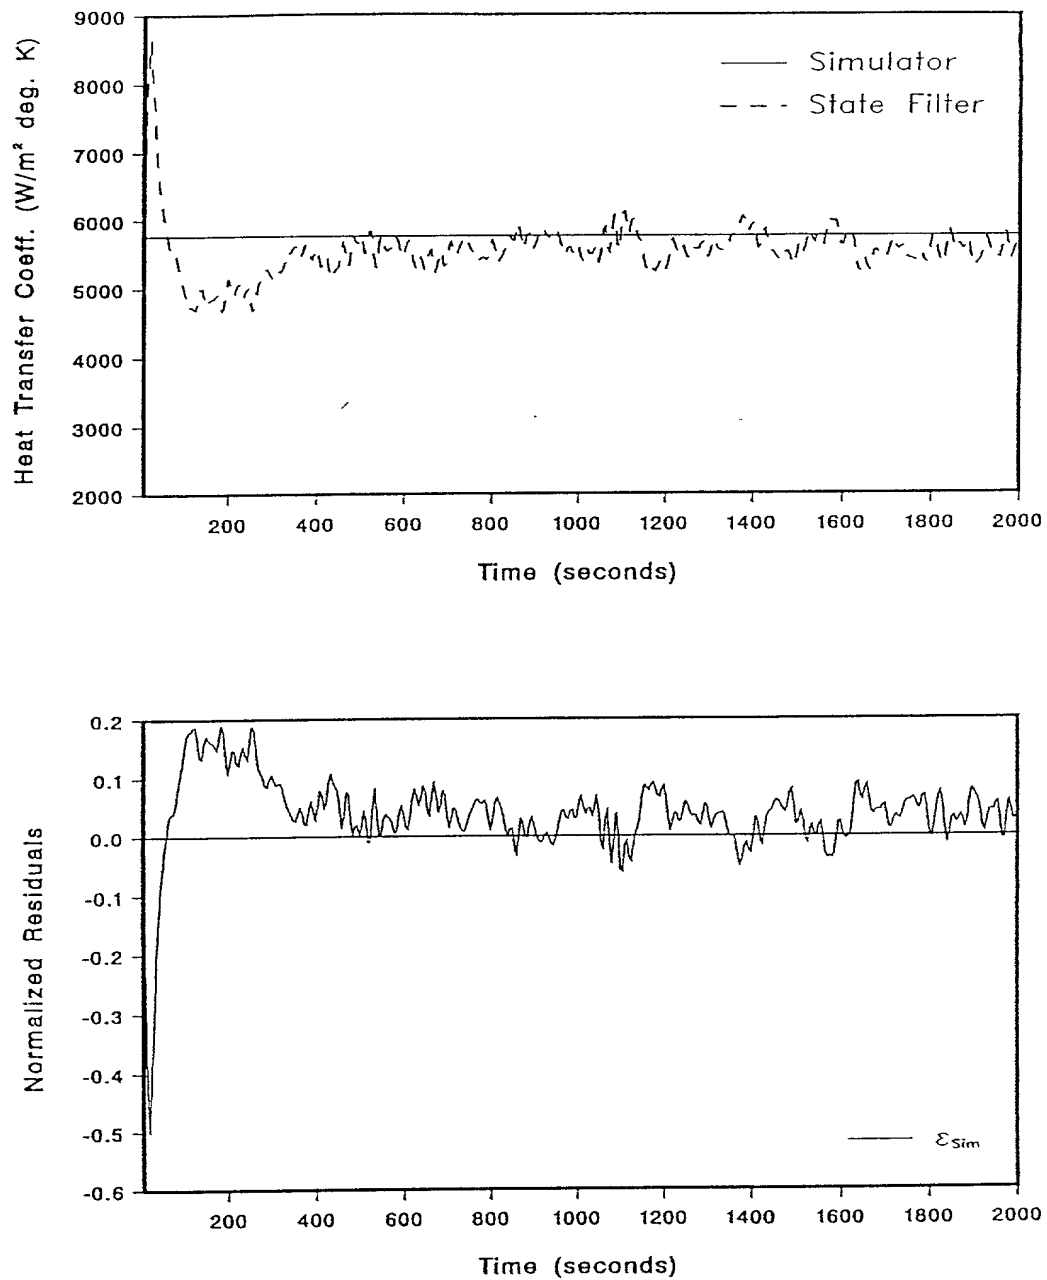 9000
8000
7000
6000
5000
4000
3000
2000
Heat Transfer Coeff. (W/m² deg. K)
Simulator
State Filter
200 400 600 800 1000 1200 1400 1600 1800 2000
Time (seconds)
0.2
0.1
0.0
-0.1
-0.2
-0.3
-0.4
-0.5
-0.6
Normalized Residuals
εSim
200 400 600 800 1000 1200 1400 1600 1800 2000
Time (seconds)